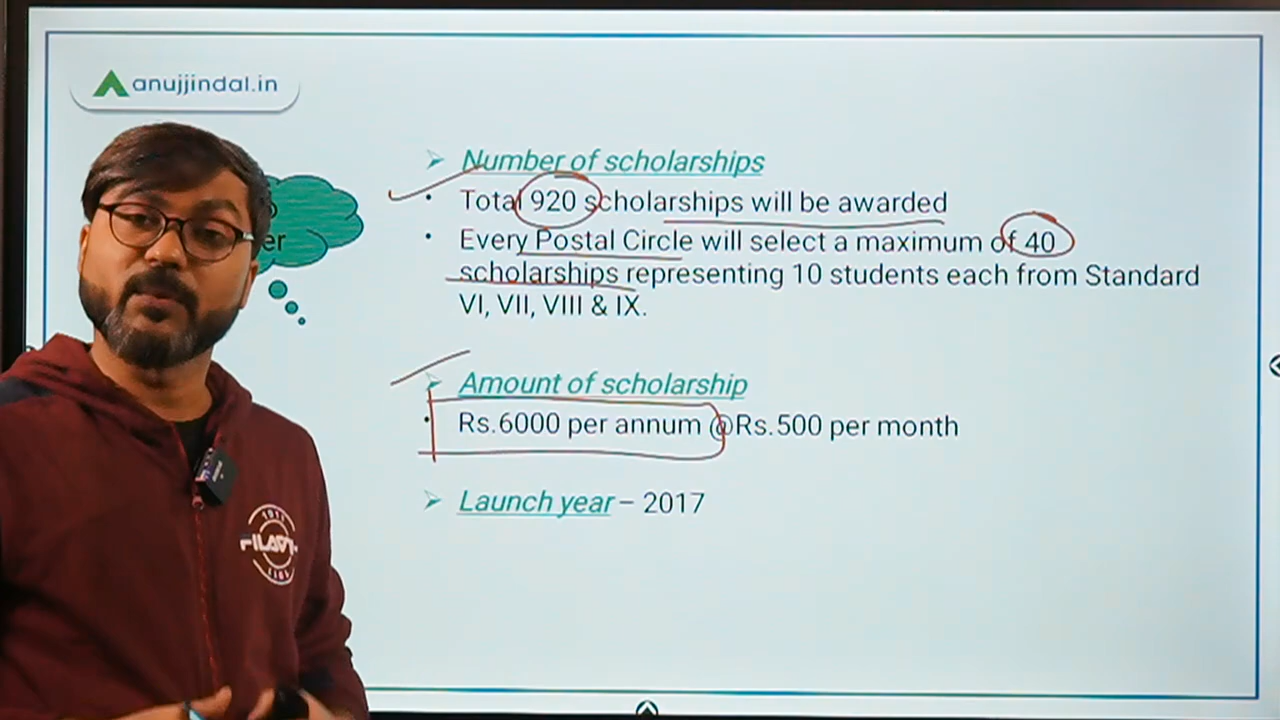 anujjindal.in
Number of scholarships
Total 920 scholarships will be awarded
Every Postal Circle will select a maximum of 40
scholarships representing 10 students each from Standard
VI, VII, VIII & IX.
Amount of scholarship
Rs.6000 per annum @Rs.500 per month
Launch year – 2017